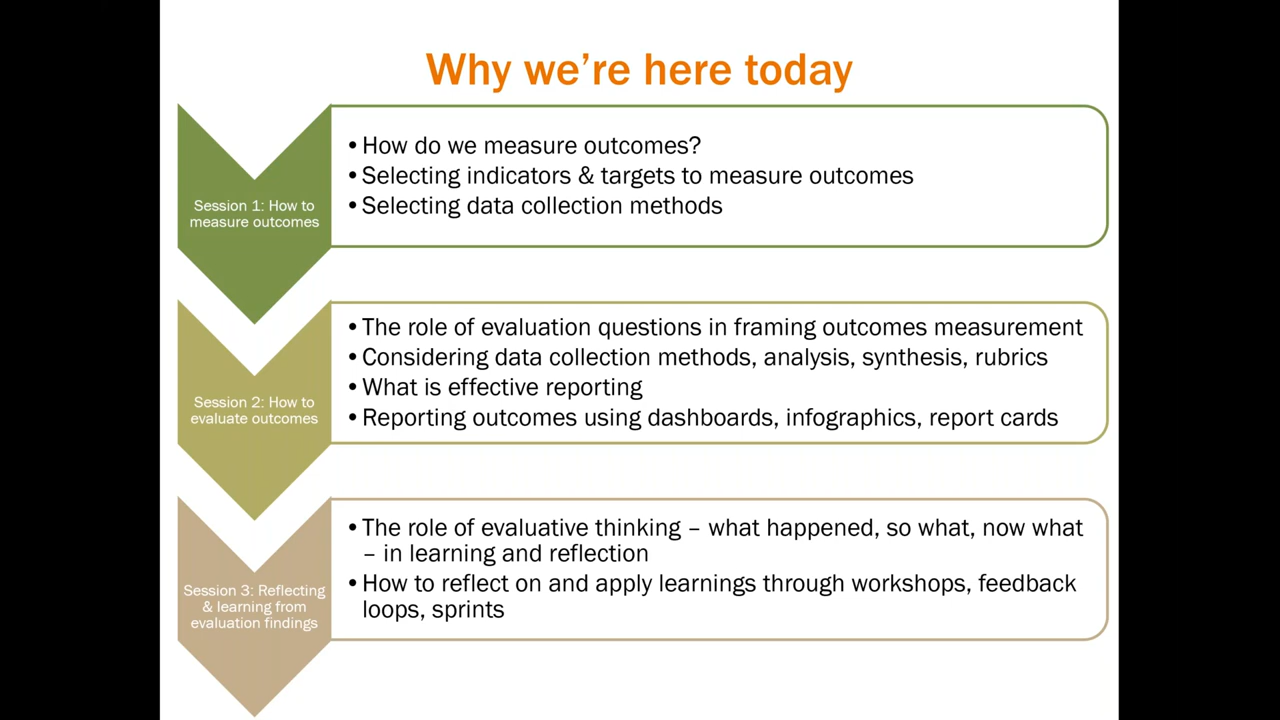 Why we’re here today
Session 1: How to
measure outcomes
•How do we measure outcomes?
•Selecting indicators & targets to measure outcomes
•Selecting data collection methods
Session 2: How to
evaluate outcomes
•The role of evaluation questions in framing outcomes measurement
•Considering data collection methods, analysis, synthesis, rubrics
•What is effective reporting
•Reporting outcomes using dashboards, infographics, report cards
Session 3: Reflecting
& learning from
evaluation findings
•The role of evaluative thinking – what happened, so what, now what
– in learning and reflection
•How to reflect on and apply learnings through workshops, feedback
loops, sprints